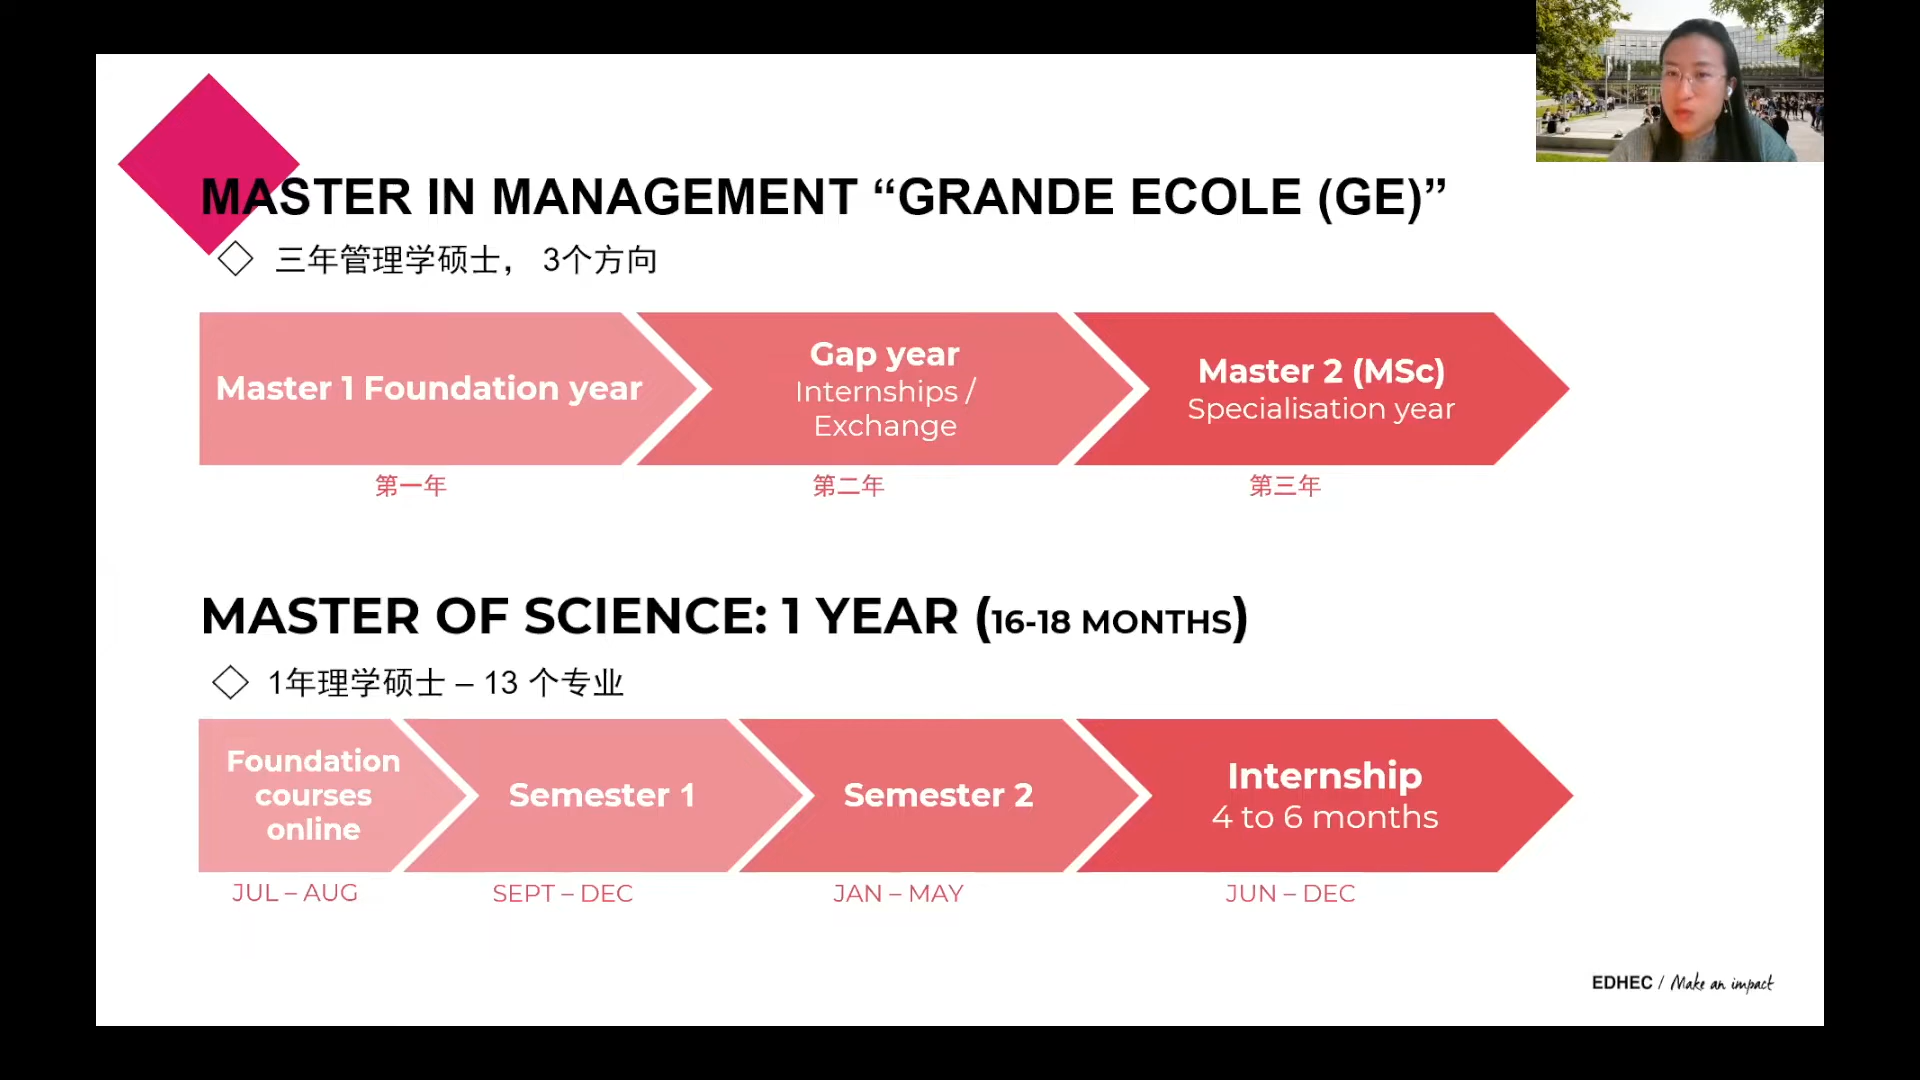 MASTER IN MANAGEMENT “GRANDE ECOLE (GE)”
三年管理学硕士， 3个方向
Master 1 Foundation year
Gap year
Internships /
Exchange
Master 2 (MSc)
Specialisation year
第一年
第二年
第三年
MASTER OF SCIENCE: 1 YEAR (16-18 MONTHS)
1年理学硕士 – 13 个专业
Foundation
courses
online
Semester 1
Semester 2
Internship
4 to 6 months
JUL – AUG
SEPT – DEC
JAN – MAY
JUN – DEC
EDHEC / Make an impact